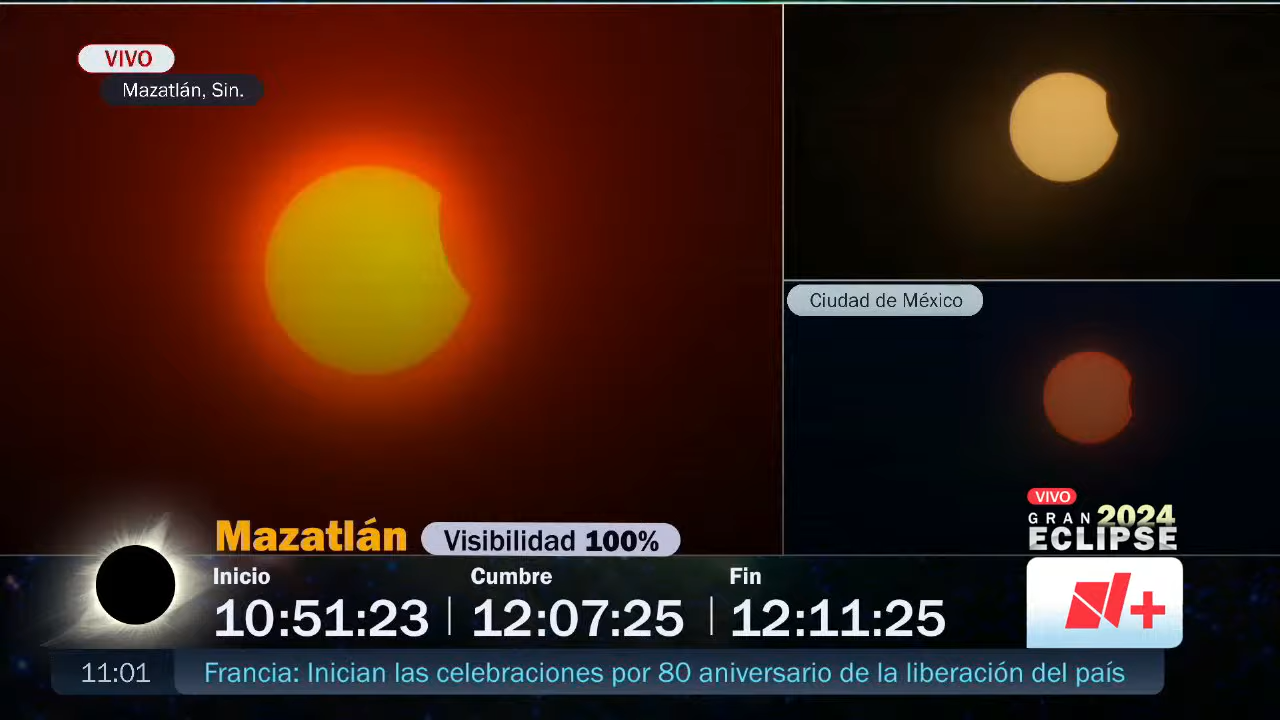 VIVO
Mazatlán, Sin.
Ciudad de México
VIVO
GRAN 2024
ECLIPSE
Mazatlán Visibilidad 100%
Inicio Cumbre Fin
10:51:23 12:07:25 12:11:25
N+
11:01 Francia: Inician las celebraciones por 80 aniversario de la liberación del país